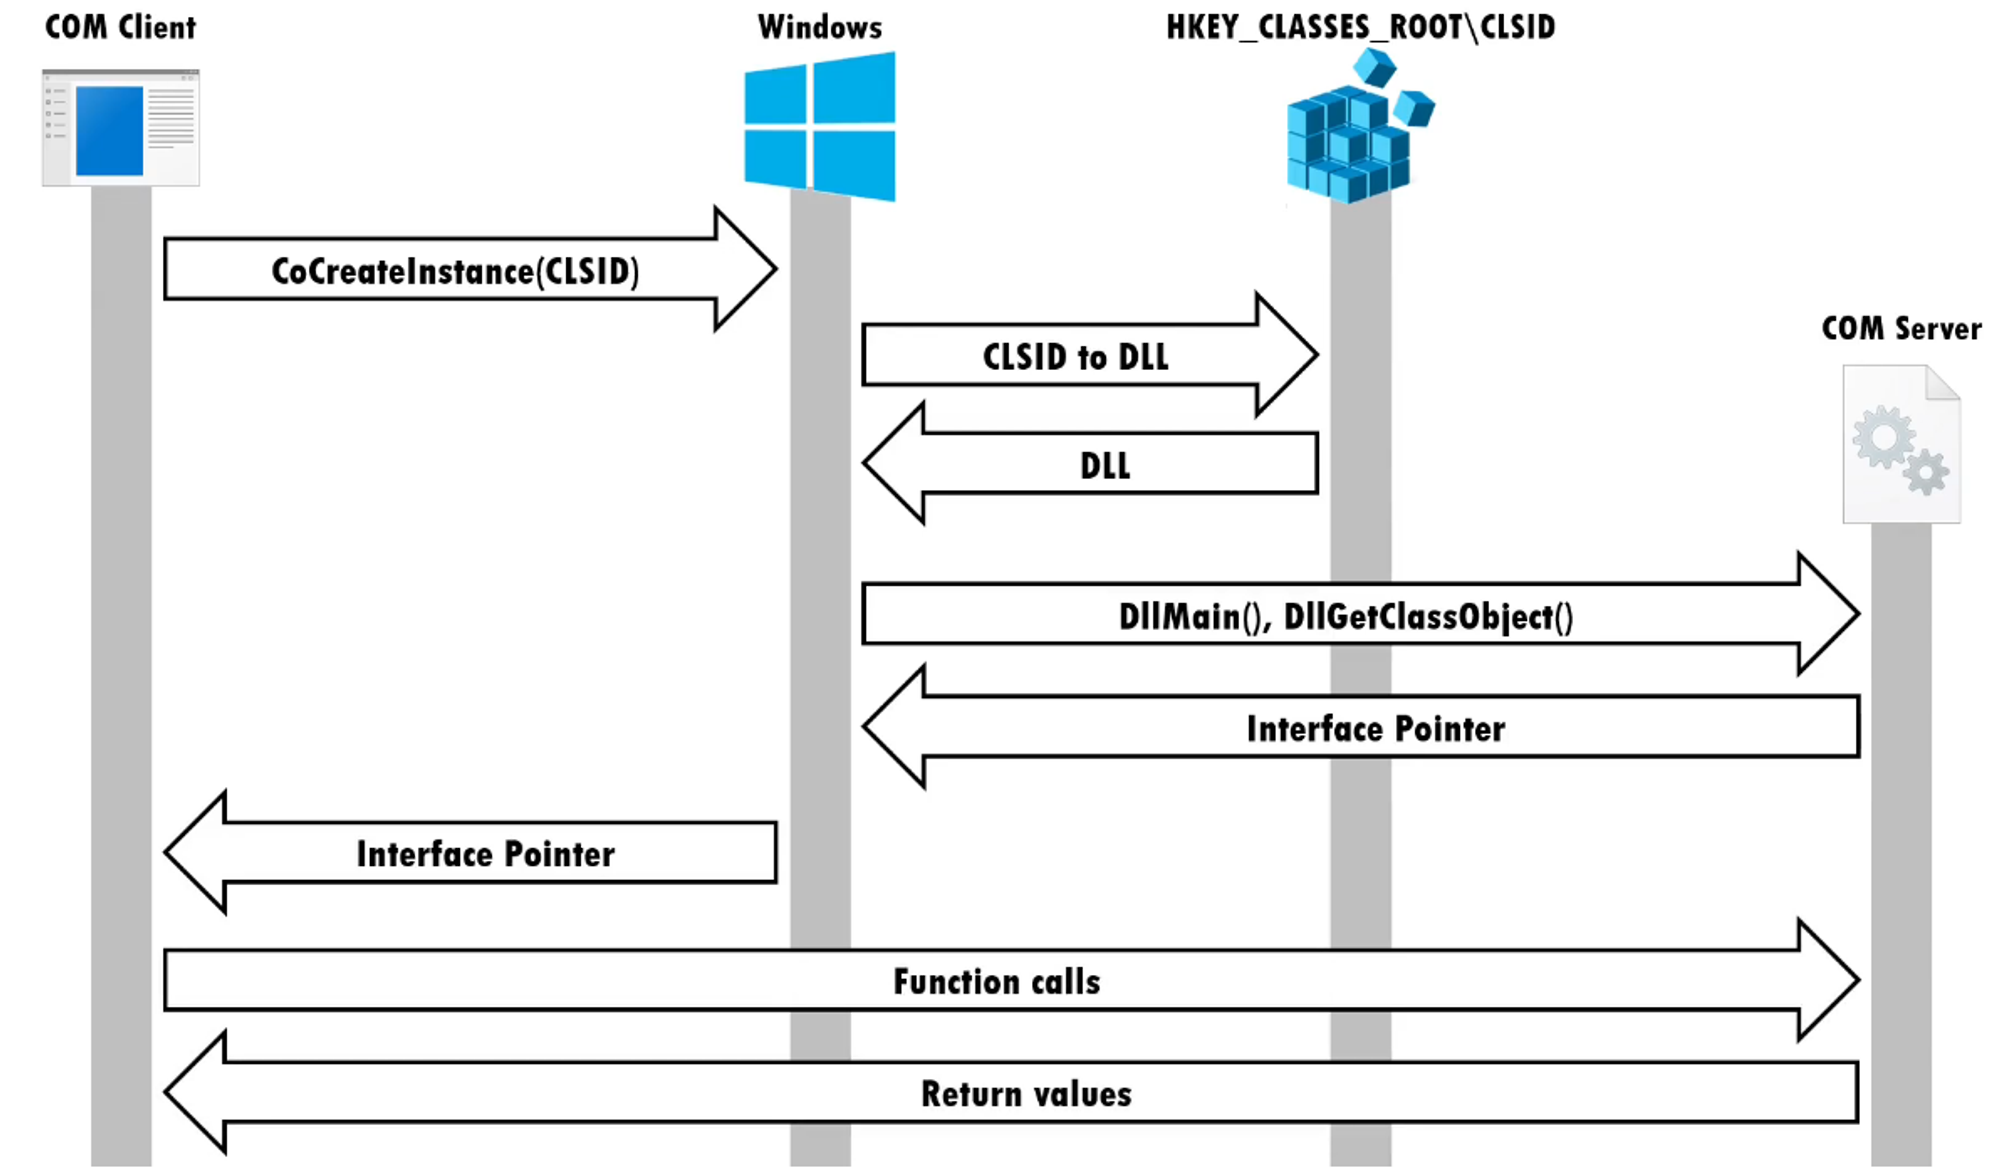 COM Client
Windows
HKEY_CLASSES_ROOT\CLSID
CoCreateInstance(CLSID)
COM Server
CLSID to DLL
DLL
DllMain(), DllGetClassObject()
Interface Pointer
Interface Pointer
Function calls
Return values